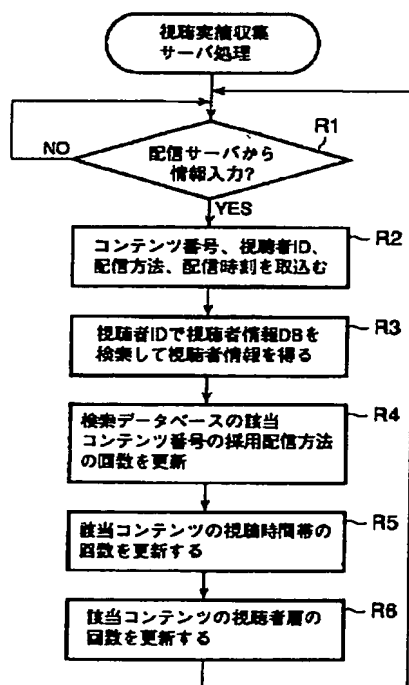 視聴実績収集
サーバ処理
R1
配信サーバから
情報入力?
NO
YES
R2
コンテンツ番号、視聴者ID、
配信方法、配信時刻を取込む
R3
視聴者IDで視聴者情報DBを
検索して視聴者情報を得る
R4
検索データベースの該当
コンテンツ番号の採用配信方法
の回数を更新
R5
該当コンテンツの視聴時間帯の
回数を更新する
R6
該当コンテンツの視聴者層の
回数を更新する